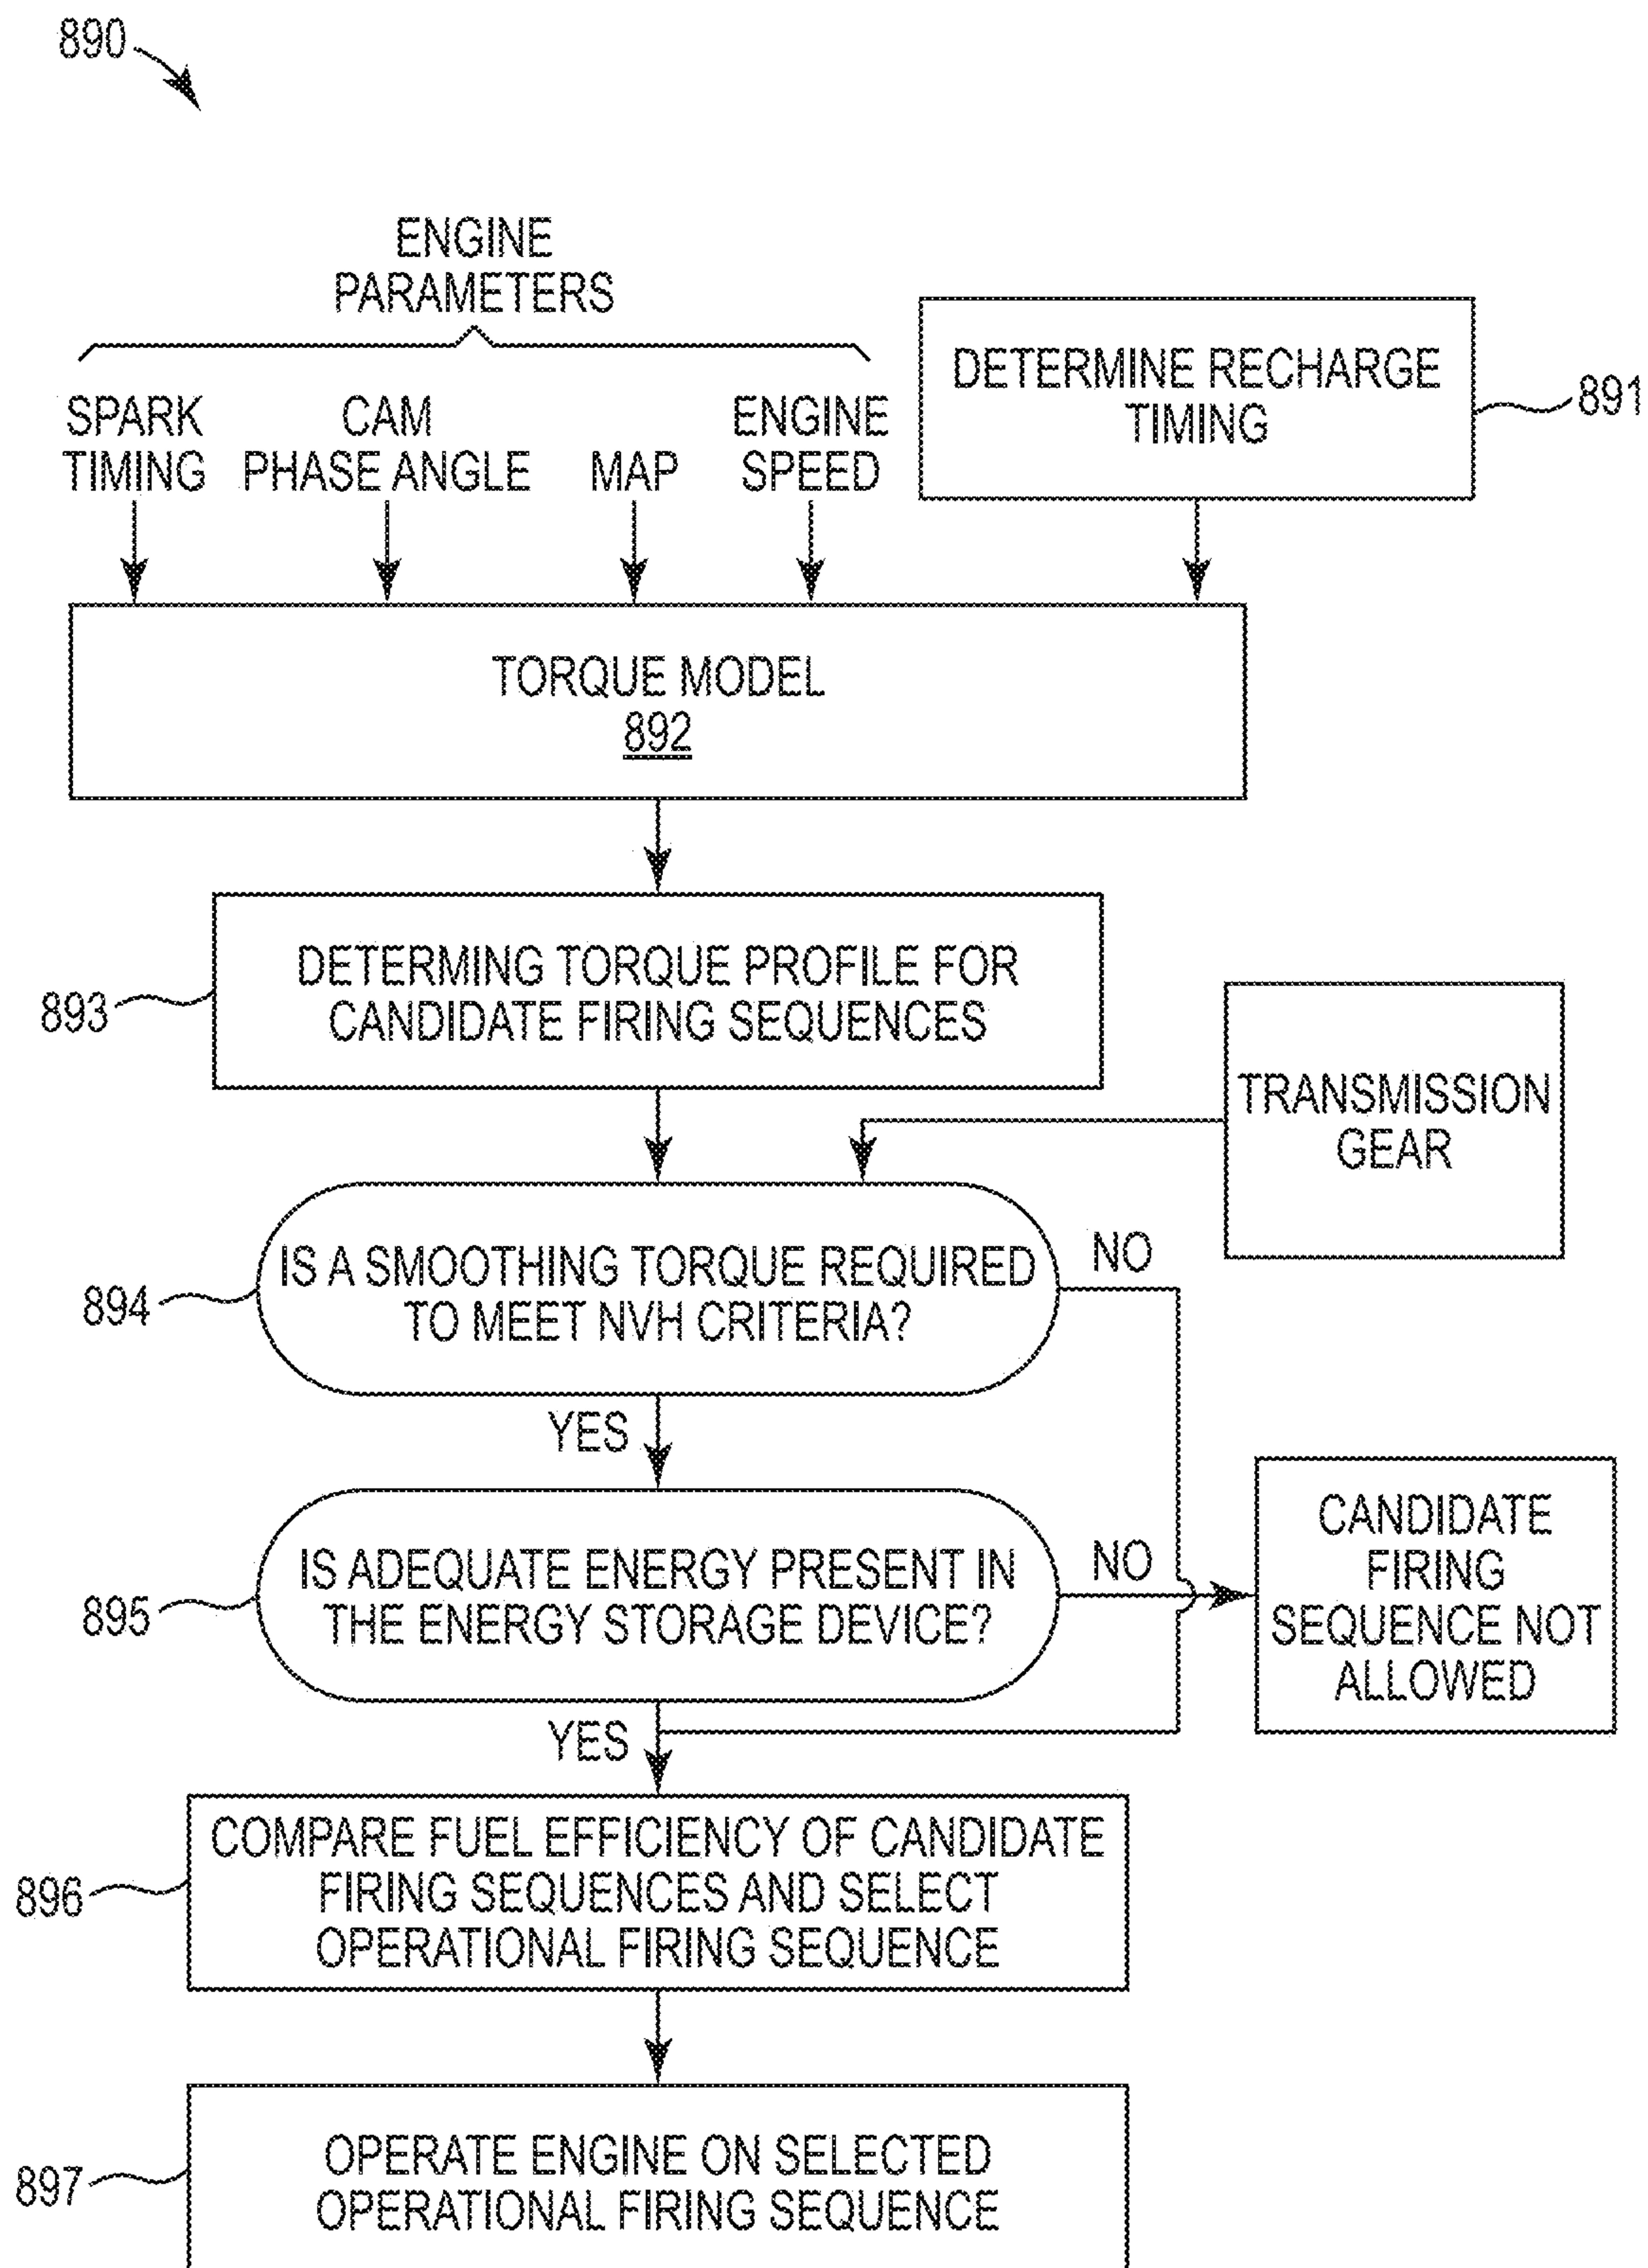 890
ENGINE
PARAMETERS
SPARK
TIMING
CAM
PHASE ANGLE
MAP
ENGINE
SPEED
DETERMINE RECHARGE
TIMING
891
TORQUE MODEL
892
DETERMING TORQUE PROFILE FOR
CANDIDATE FIRING SEQUENCES
893
TRANSMISSION
GEAR
IS A SMOOTHING TORQUE REQUIRED
TO MEET NVH CRITERIA?
894
NO
YES
IS ADEQUATE ENERGY PRESENT IN
THE ENERGY STORAGE DEVICE?
895
NO
CANDIDATE
FIRING
SEQUENCE NOT
ALLOWED
YES
COMPARE FUEL EFFICIENCY OF CANDIDATE
FIRING SEQUENCES AND SELECT
OPERATIONAL FIRING SEQUENCE
896
OPERATE ENGINE ON SELECTED
OPERATIONAL FIRING SEQUENCE
897